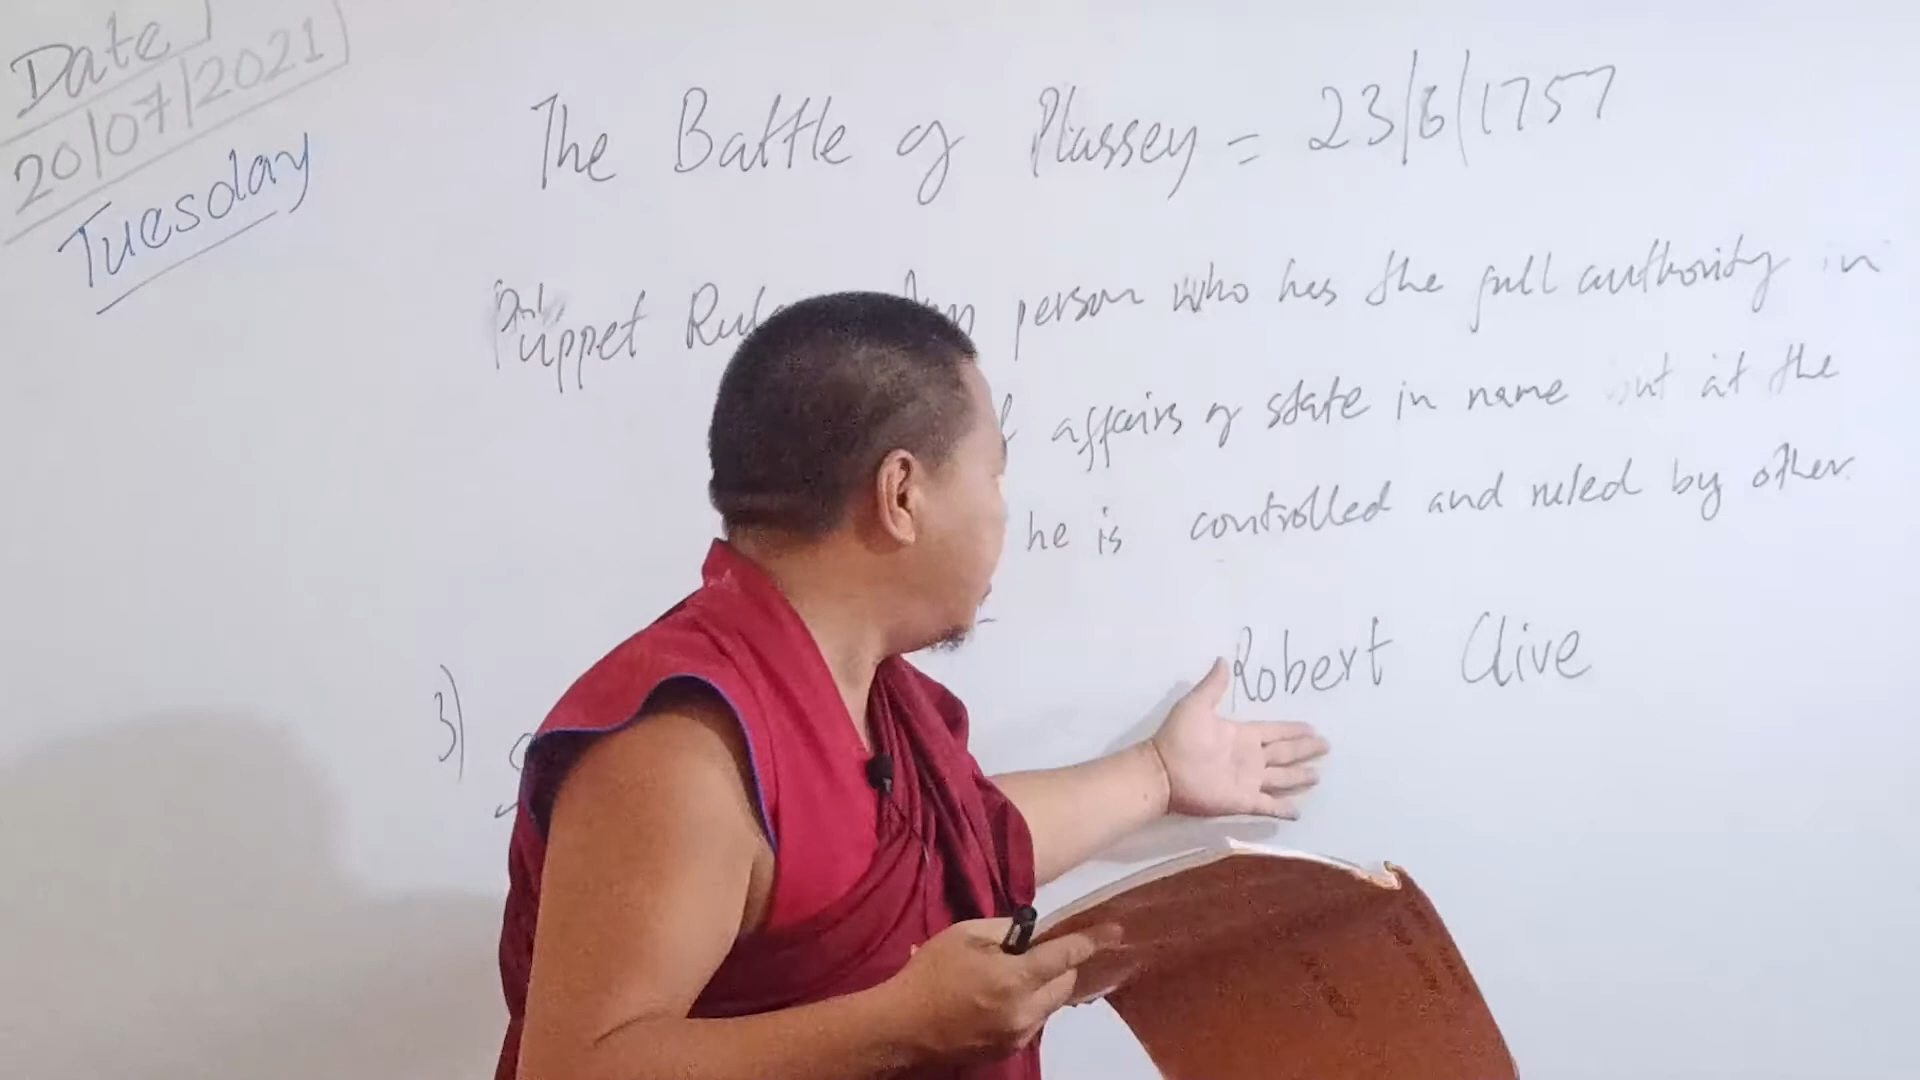 Date
20/07/2021
Tuesday
The Battle of Plassey = 23/6/1757
Puppet person who has the full authority in
affairs of state in name at the
he is controlled and ruled by other.
Robert Clive
3)